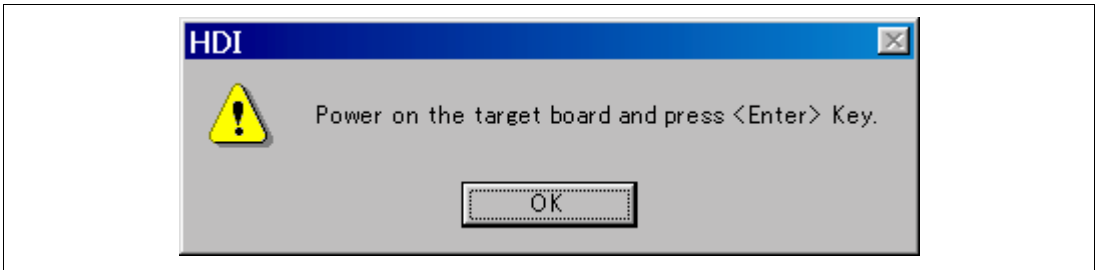 HDI
Power on the target board and press <Enter> Key.
OK